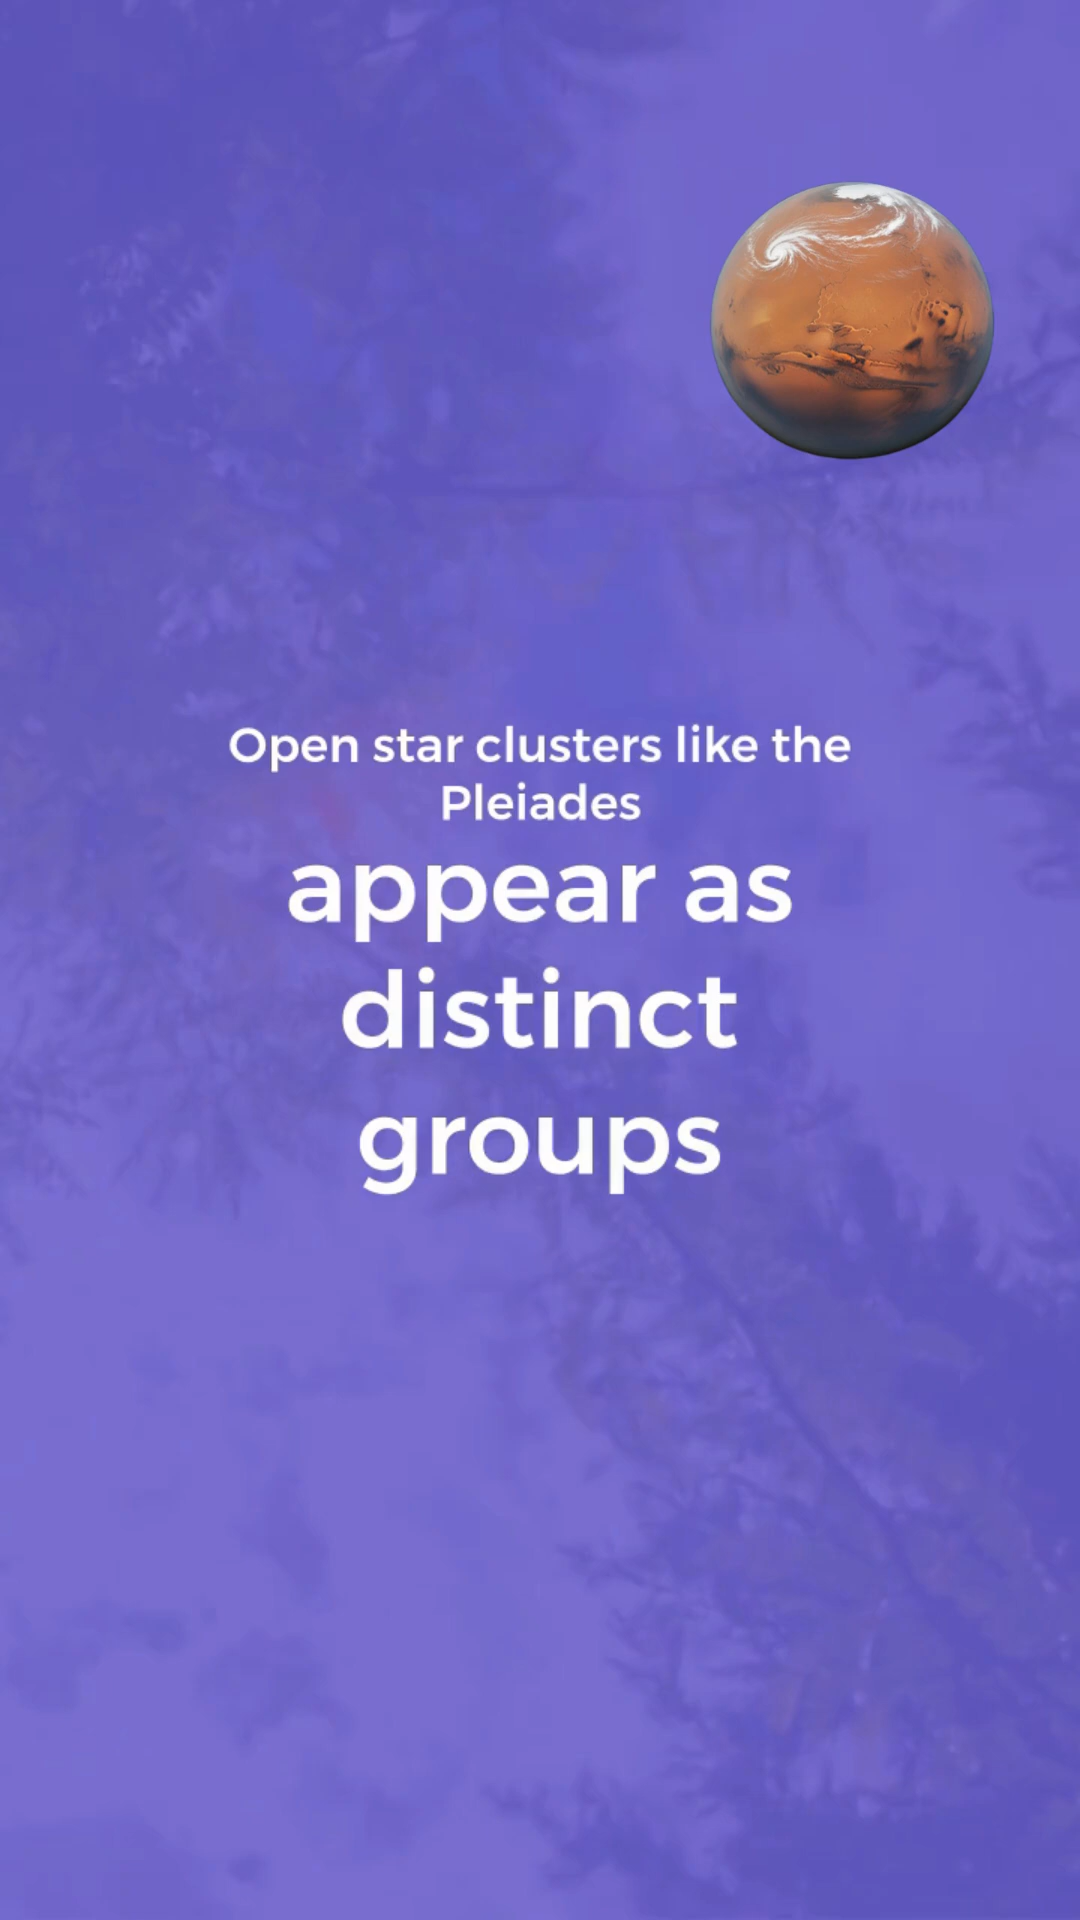 Open star clusters like the
Pleiades
appear as
distinct
groups